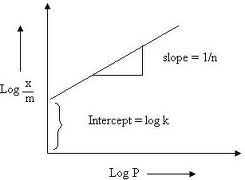 slope = 1/n
Log x/m
Intercept = log k
Log P